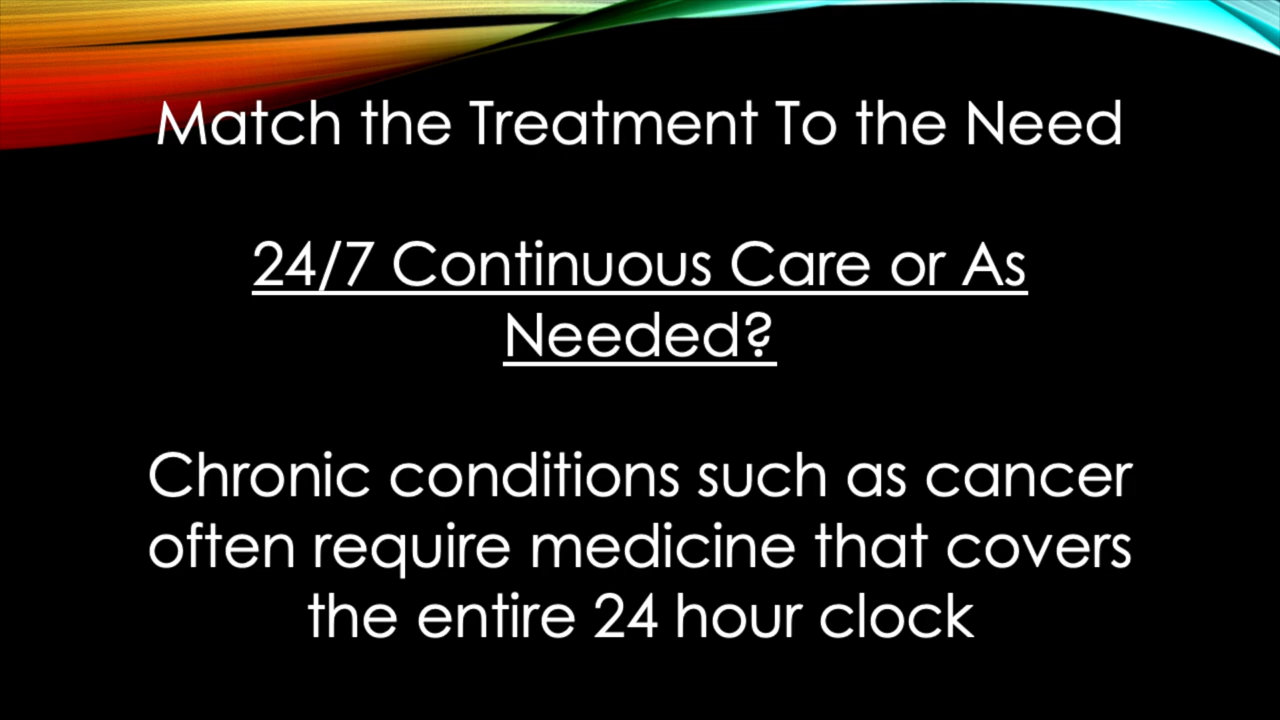 Match the Treatment To the Need
24/7 Continuous Care or As
Needed?
Chronic conditions such as cancer
often require medicine that covers
the entire 24 hour clock